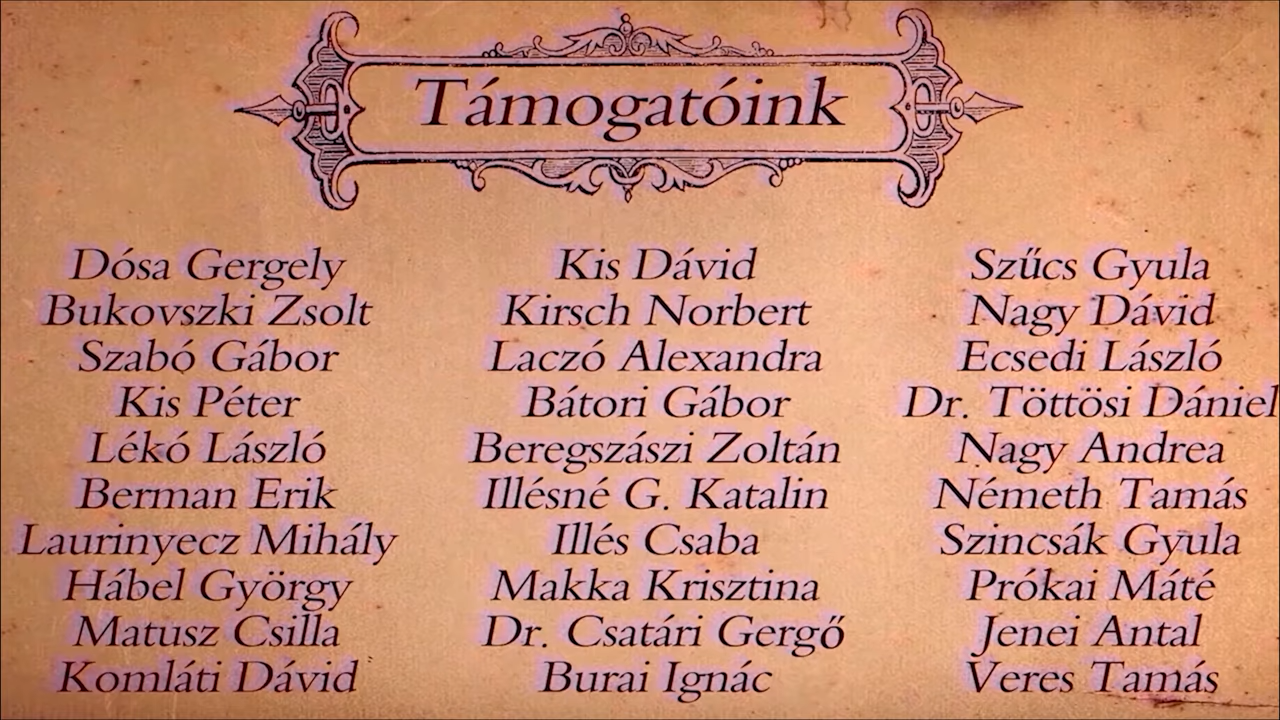 Támogatóink
Dósa Gergely
Bukovszki Zsolt
Szabó Gábor
Kis Péter
Lékó László
Berman Erik
Laurinyecz Mihály
Hábel György
Matusz Csilla
Komláti Dávid
Kis Dávid
Kirsch Norbert
Laczó Alexandra
Bátori Gábor
Beregszászi Zoltán
Illésné G. Katalin
Illés Csaba
Makka Krisztina
Dr. Csatári Gergő
Burai Ignác
Szűcs Gyula
Nagy Dávid
Ecsedi László
Dr. Töttösi Dániel
Nagy Andrea
Németh Tamás
Szincsák Gyula
Prókai Máté
Jenei Antal
Veres Tamás